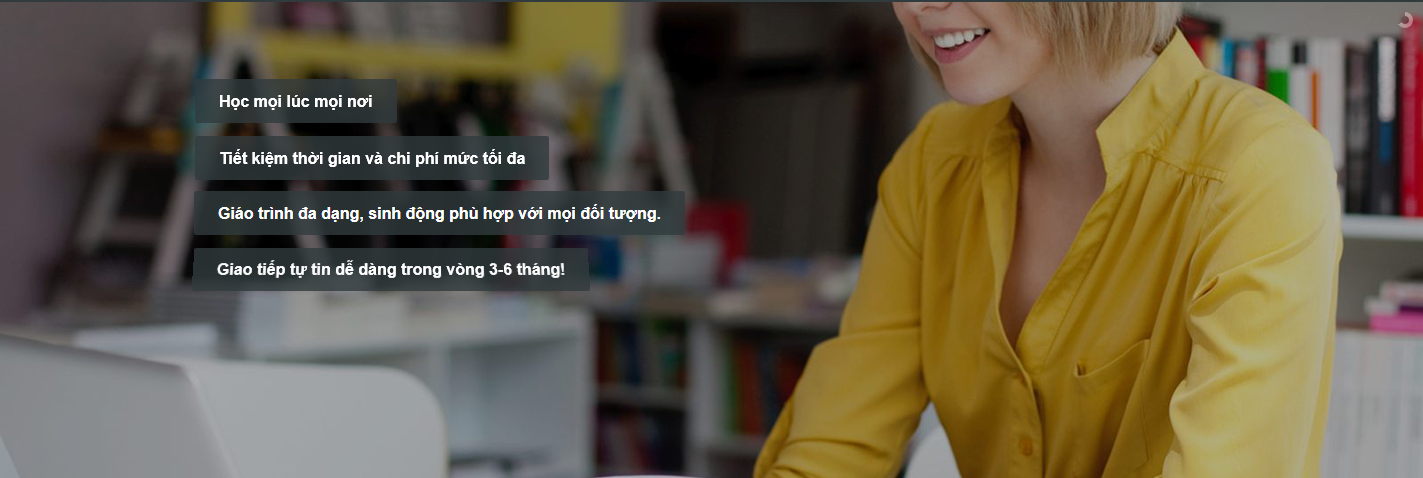 Học mọi lúc mọi nơi
Tiết kiệm thời gian và chi phí mức tối đa
Giáo trình đa dạng, sinh động phù hợp với mọi đối tượng.
Giao tiếp tự tin dễ dàng trong vòng 3-6 tháng!